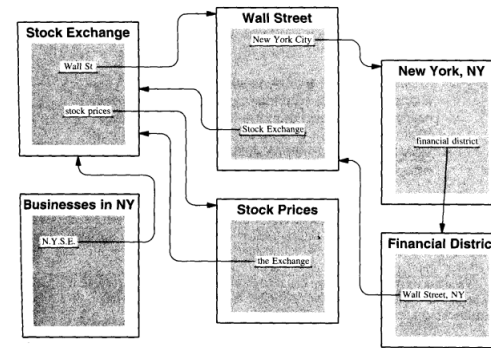 Stock Exchange
Wall St
stock prices
Wall Street
New York City
Stock Exchange
New York, NY
financial district
Businesses in NY
N.Y.S.E.
Stock Prices
the Exchange
Financial Distric
Wall Street, NY